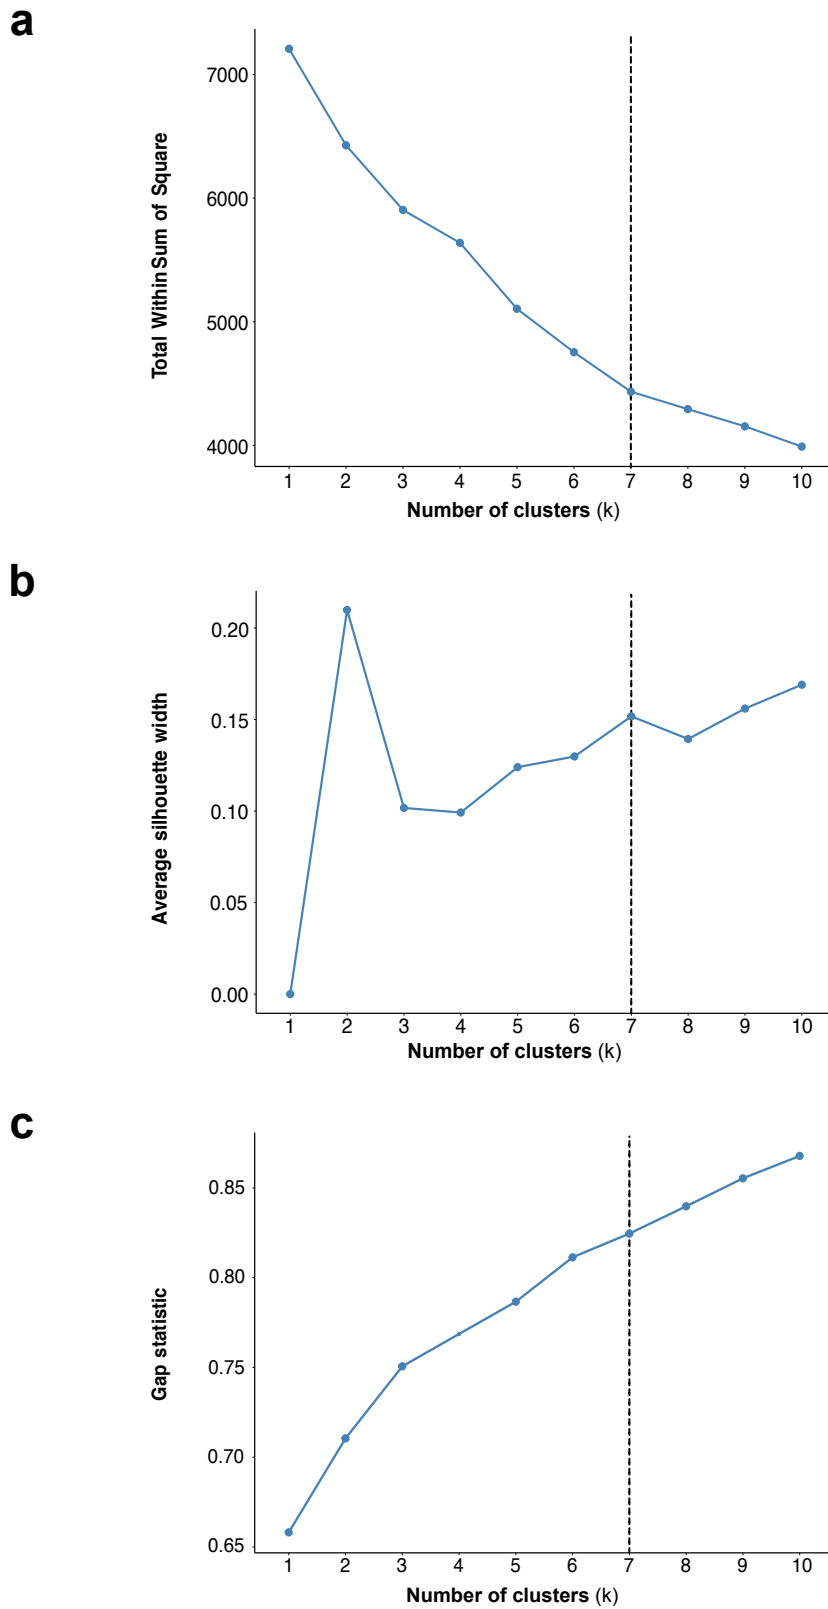 a
7000
6000
5000
4000
Total Within Sum of Square
1 2 3 4 5 6 7 8 9 10
Number of clusters (k)
b
0.20
0.15
0.10
0.05
0.00
Average silhouette width
1 2 3 4 5 6 7 8 9 10
Number of clusters (k)
c
0.85
0.80
0.75
0.70
0.65
Gap statistic
1 2 3 4 5 6 7 8 9 10
Number of clusters (k)